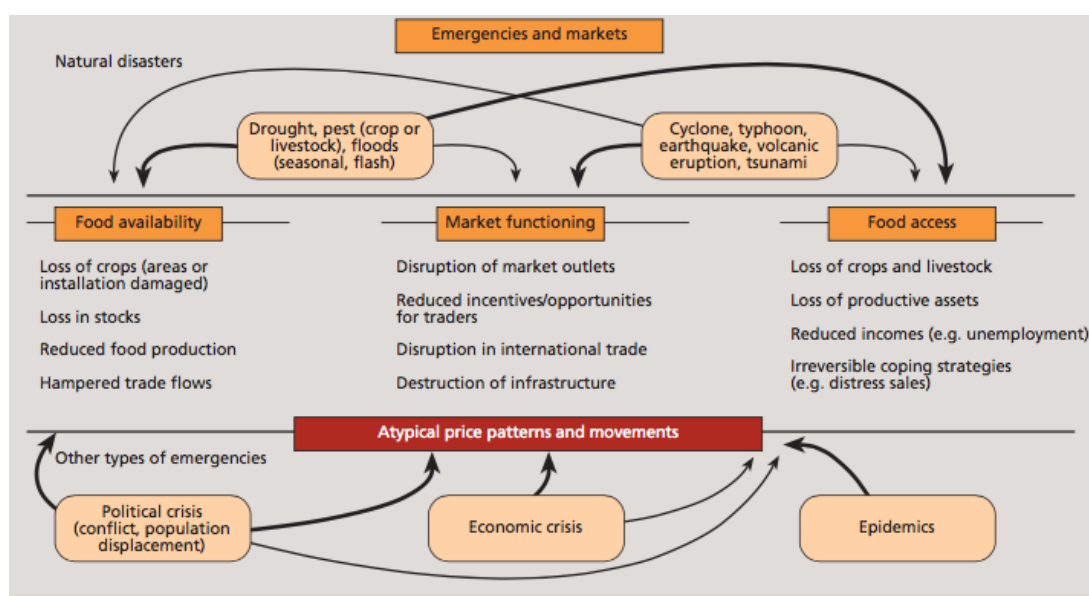 Emergencies and markets
Natural disasters
Drought, pest (crop or
livestock), floods
(seasonal, flash)
Cyclone, typhoon,
earthquake, volcanic
eruption, tsunami
Food availability
Loss of crops (areas or
installation damaged)
Loss in stocks
Reduced food production
Hampered trade flows
Market functioning
Disruption of market outlets
Reduced incentives/opportunities
for traders
Disruption in international trade
Destruction of infrastructure
Food access
Loss of crops and livestock
Loss of productive assets
Reduced incomes (e.g. unemployment)
Irreversible coping strategies
(e.g. distress sales)
Atypical price patterns and movements
Other types of emergencies
Political crisis
(conflict, population
displacement)
Economic crisis
Epidemics